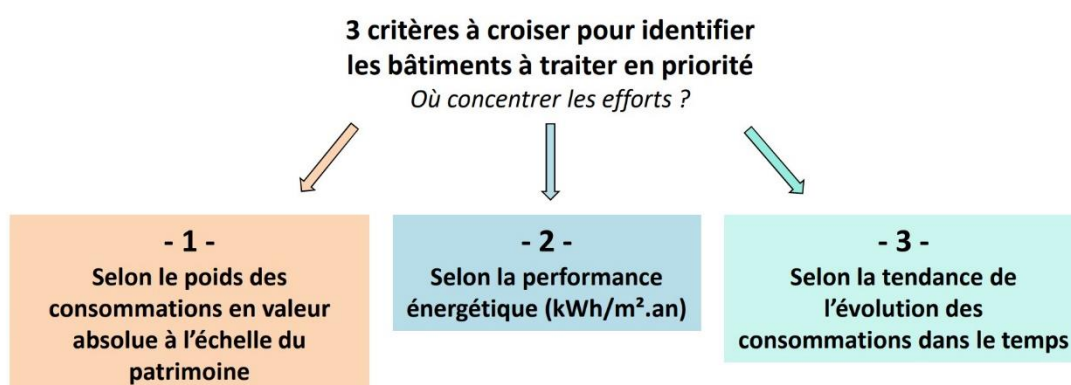 3 critères à croiser pour identifier
les bâtiments à traiter en priorité
Où concentrer les efforts ?
- 1 -
Selon le poids des
consommations en valeur
absolue à l’échelle du
patrimoine
- 2 -
Selon la performance
énergétique (kWh/m².an)
- 3 -
Selon la tendance de
l’évolution des
consommations dans le temps